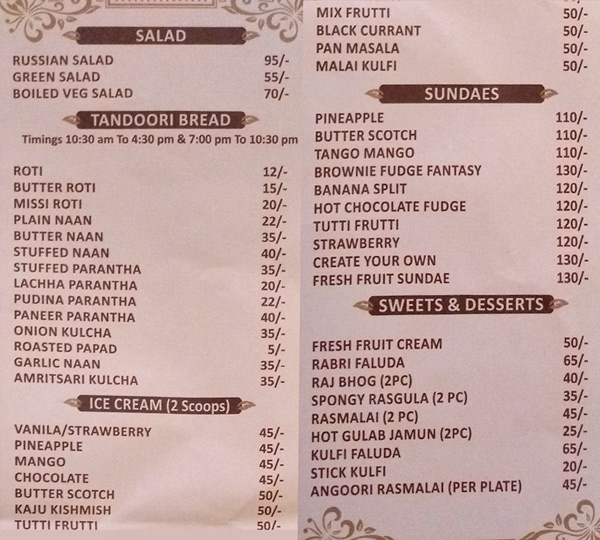 SALAD
RUSSIAN SALAD 95/-
GREEN SALAD 55/-
BOILED VEG SALAD 70/-
TANDOORI BREAD
Timings 10:30 am To 4:30 pm & 7:00 pm To 10:30 pm
ROTI 12/-
BUTTER ROTI 15/-
MISSI ROTI 20/-
PLAIN NAAN 22/-
BUTTER NAAN 35/-
STUFFED NAAN 40/-
STUFFED PARANTHA 35/-
LACHHA PARANTHA 20/-
PUDINA PARANTHA 22/-
PANEER PARANTHA 40/-
ONION KULCHA 35/-
ROASTED PAPAD 5/-
GARLIC NAAN 35/-
AMRITSARI KULCHA 35/-
ICE CREAM (2 Scoops)
VANILA/STRAWBERRY 45/-
PINEAPPLE 45/-
MANGO 45/-
CHOCOLATE 45/-
BUTTER SCOTCH 50/-
KAJU KISHMISH 50/-
TUTTI FRUTTI 50/-
MIX FRUTTI 50/-
BLACK CURRANT 50/-
PAN MASALA 50/-
MALAI KULFI 50/-
SUNDAES
PINEAPPLE 110/-
BUTTER SCOTCH 110/-
TANGO MANGO 110/-
BROWNIE FUDGE FANTASY 130/-
BANANA SPLIT 120/-
HOT CHOCOLATE FUDGE 120/-
TUTTI FRUTTI 120/-
STRAWBERRY 120/-
CREATE YOUR OWN 130/-
FRESH FRUIT SUNDAE 130/-
SWEETS & DESSERTS
FRESH FRUIT CREAM 50/-
RABRI FALUDA 65/-
RAJ BHOG (2PC) 40/-
SPONGY RASGULA (2 PC) 35/-
RASMALAI (2 PC) 45/-
HOT GULAB JAMUN (2PC) 25/-
KULFI FALUDA 65/-
STICK KULFI 20/-
ANGOORI RASMALAI (PER PLATE) 45/-